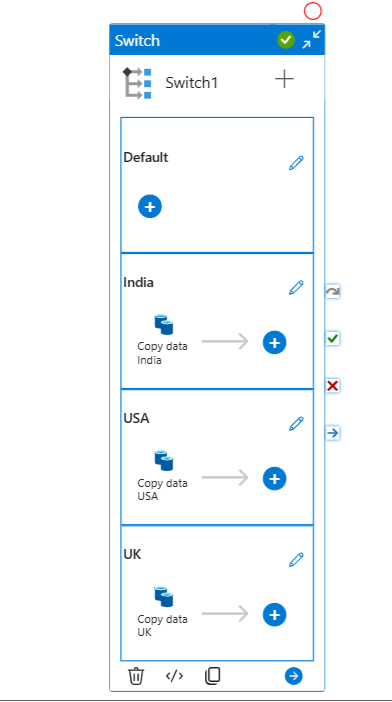 Switch
Switch1
Default
India
Copy data
India
USA
Copy data
USA
UK
Copy data
UK